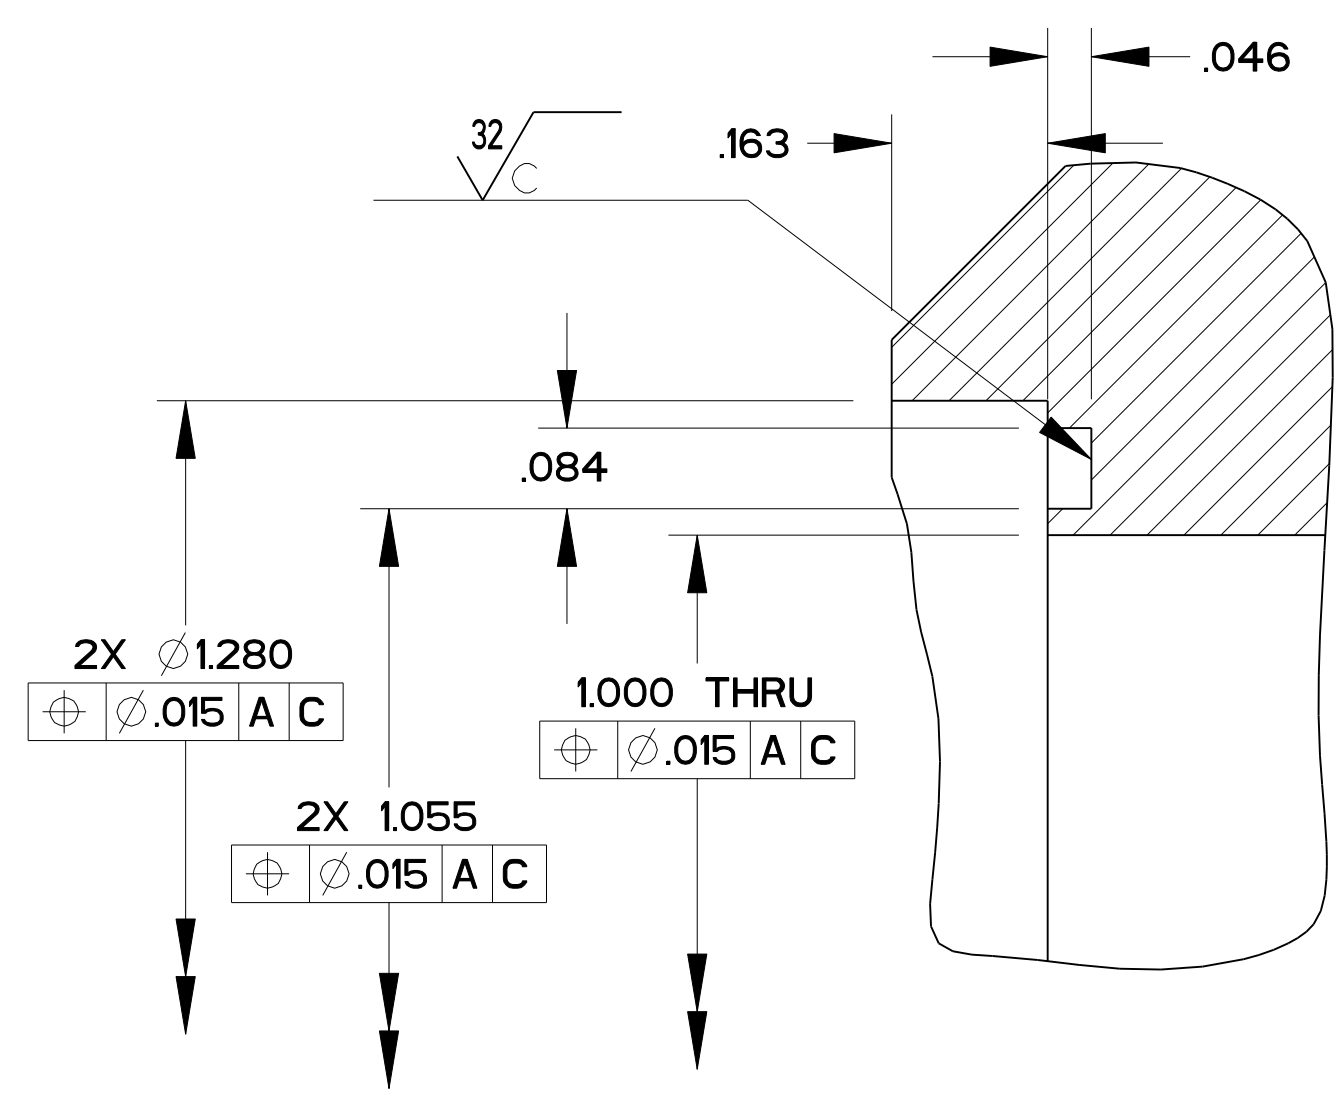 .046
.163
32
C
.084
2X ∅1.280
⌖ ∅.015 A C
1.000 THRU
⌖ ∅.015 A C
2X 1.055
⌖ ∅.015 A C